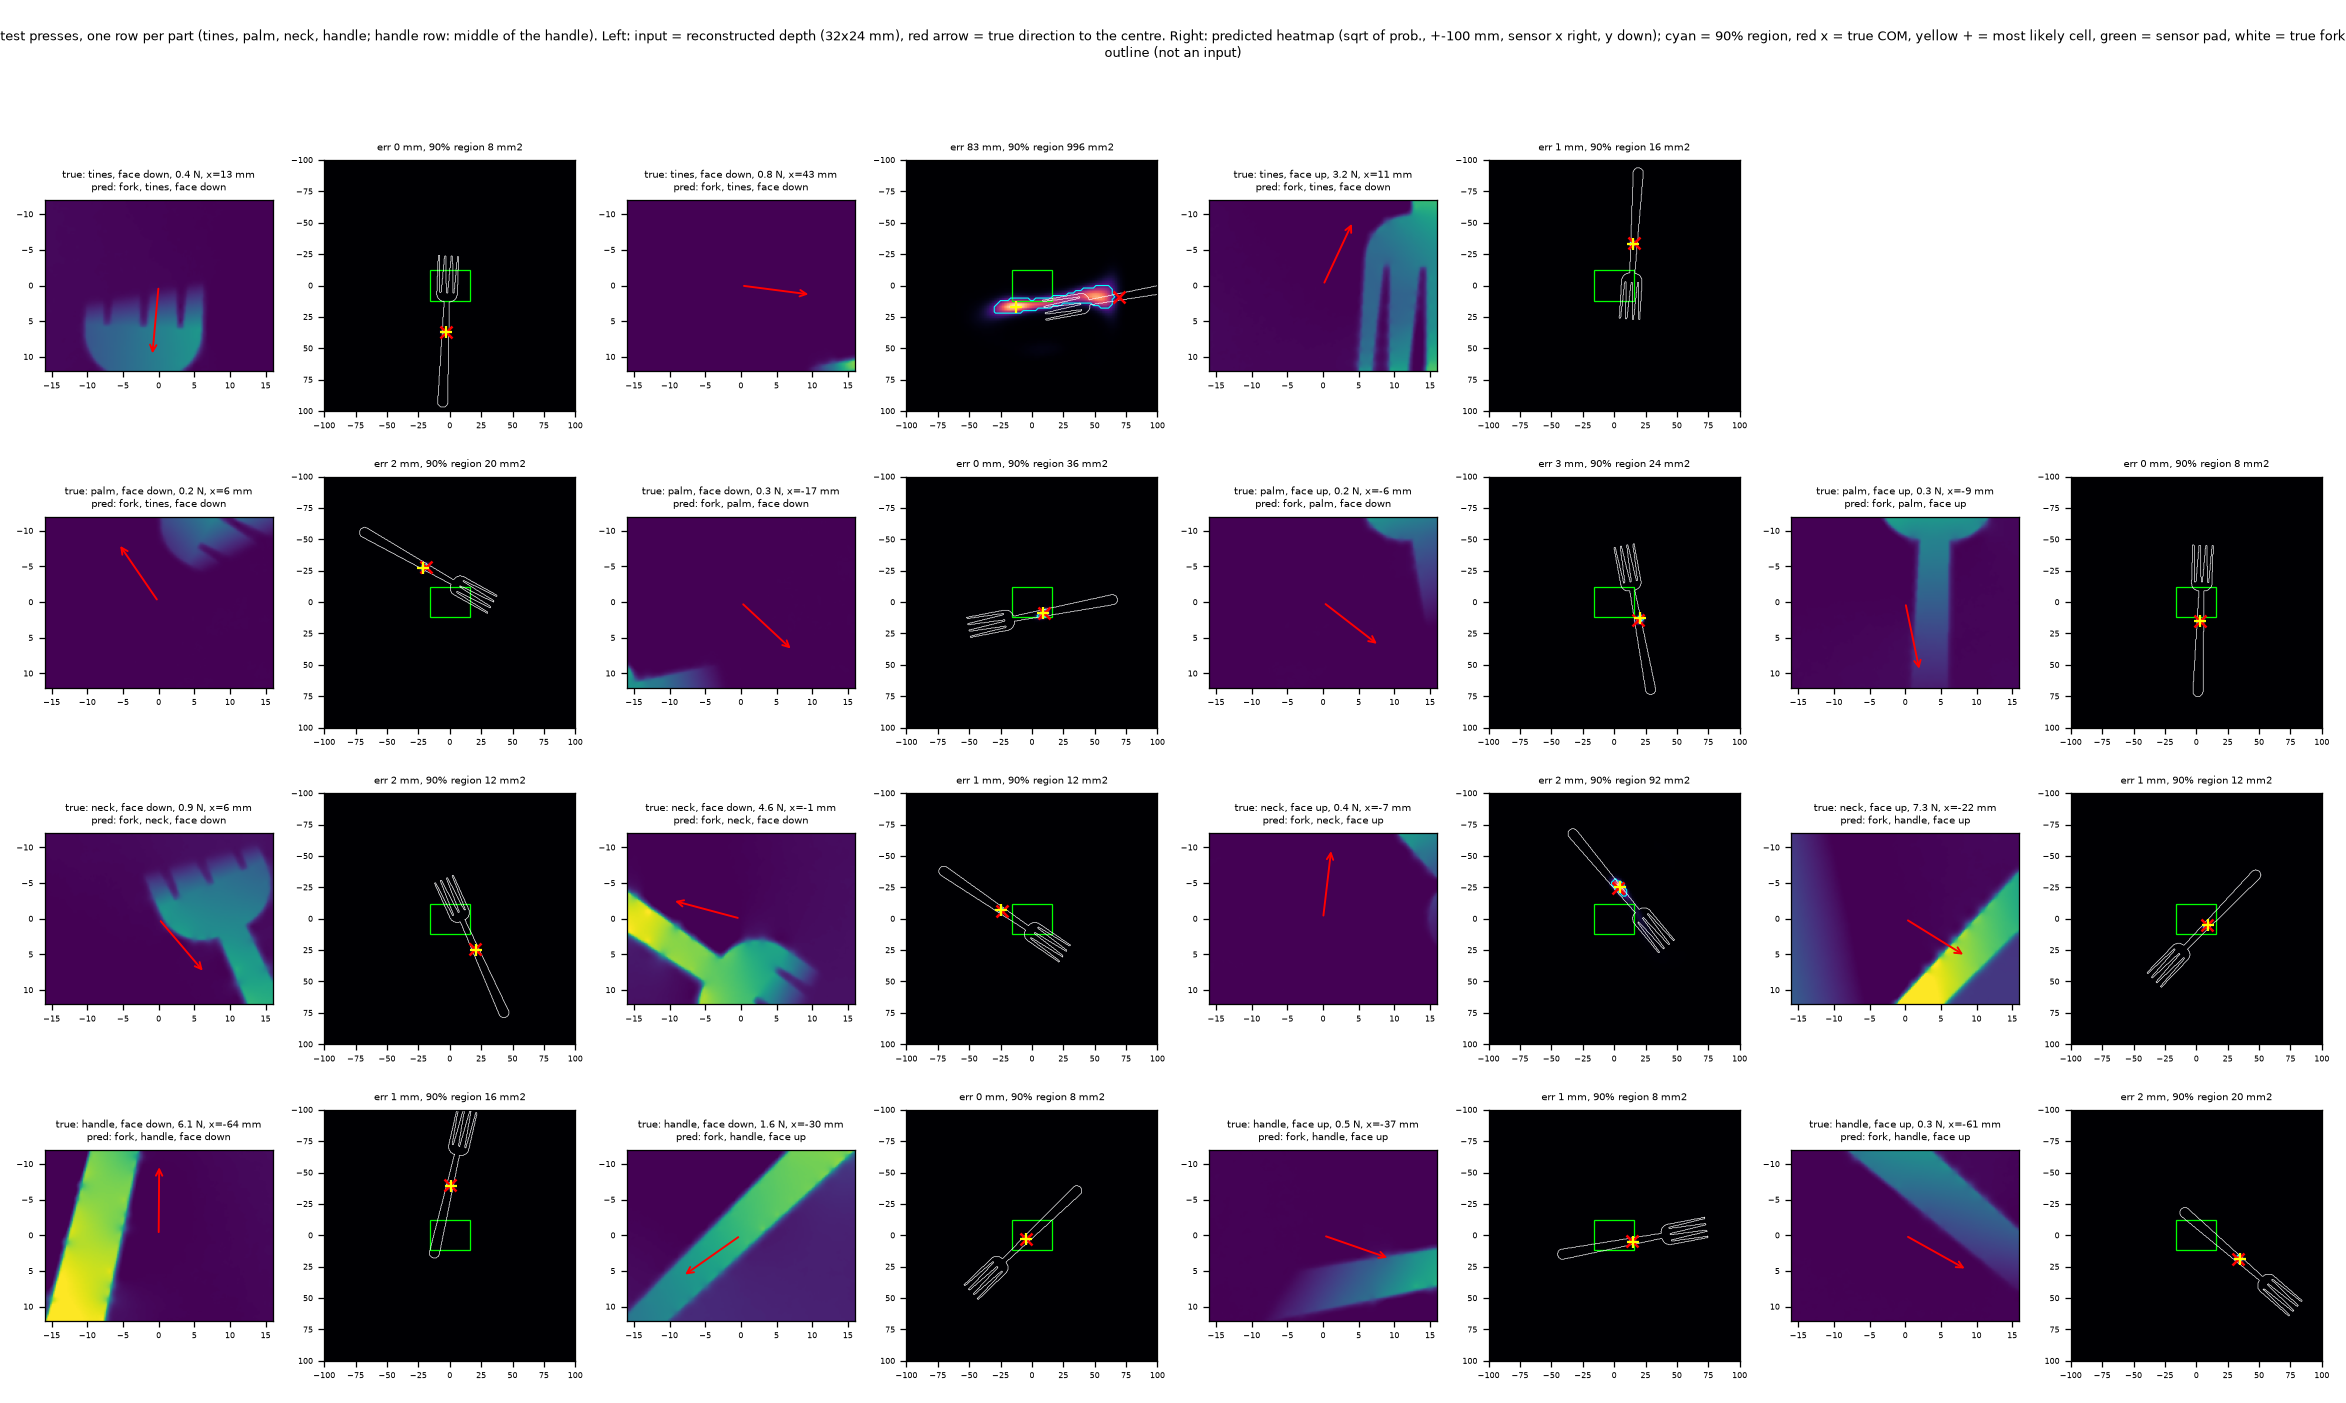 test presses, one row per part (tines, palm, neck, handle; handle row: middle of the handle). Left: input = reconstructed depth (32x24 mm), red arrow = true direction to the centre. Right: predicted heatmap (sqrt of prob., +-100 mm, sensor x right, y down); cyan = 90% region, red x = true COM, yellow + = most likely cell, green = sensor pad, white = true fork
outline (not an input)
true: tines, face down, 0.4 N, x=13 mm
pred: fork, tines, face down
err 0 mm, 90% region 8 mm2
true: tines, face down, 0.8 N, x=43 mm
pred: fork, tines, face down
err 83 mm, 90% region 996 mm2
true: tines, face up, 3.2 N, x=11 mm
pred: fork, tines, face down
err 1 mm, 90% region 16 mm2
true: palm, face down, 0.2 N, x=6 mm
pred: fork, tines, face down
err 2 mm, 90% region 20 mm2
true: palm, face down, 0.3 N, x=-17 mm
pred: fork, palm, face down
err 0 mm, 90% region 36 mm2
true: palm, face up, 0.2 N, x=-6 mm
pred: fork, palm, face down
err 3 mm, 90% region 24 mm2
true: palm, face up, 0.3 N, x=-9 mm
pred: fork, palm, face up
err 0 mm, 90% region 8 mm2
true: neck, face down, 0.9 N, x=6 mm
pred: fork, neck, face down
err 2 mm, 90% region 12 mm2
true: neck, face down, 4.6 N, x=-1 mm
pred: fork, neck, face down
err 1 mm, 90% region 12 mm2
true: neck, face up, 0.4 N, x=-7 mm
pred: fork, neck, face up
err 2 mm, 90% region 92 mm2
true: neck, face up, 7.3 N, x=-22 mm
pred: fork, handle, face up
err 1 mm, 90% region 12 mm2
true: handle, face down, 6.1 N, x=-64 mm
pred: fork, handle, face down
err 1 mm, 90% region 16 mm2
true: handle, face down, 1.6 N, x=-30 mm
pred: fork, handle, face up
err 0 mm, 90% region 8 mm2
true: handle, face up, 0.5 N, x=-37 mm
pred: fork, handle, face up
err 1 mm, 90% region 8 mm2
true: handle, face up, 0.3 N, x=-61 mm
pred: fork, handle, face up
err 2 mm, 90% region 20 mm2